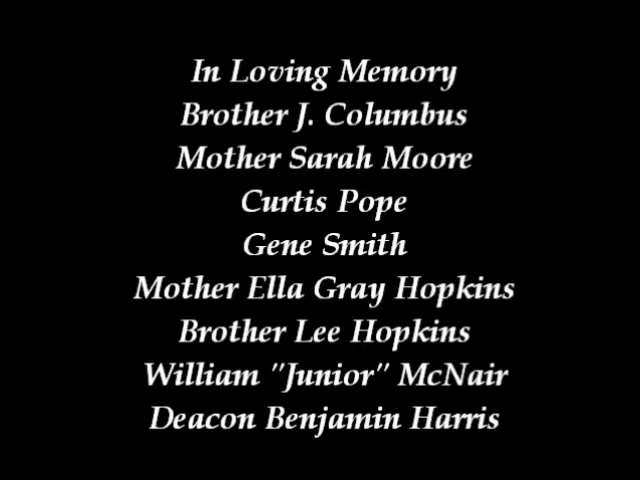 In Loving Memory
Brother J. Columbus
Mother Sarah Moore
Curtis Pope
Gene Smith
Mother Ella Gray Hopkins
Brother Lee Hopkins
William "Junior" McNair
Deacon Benjamin Harris